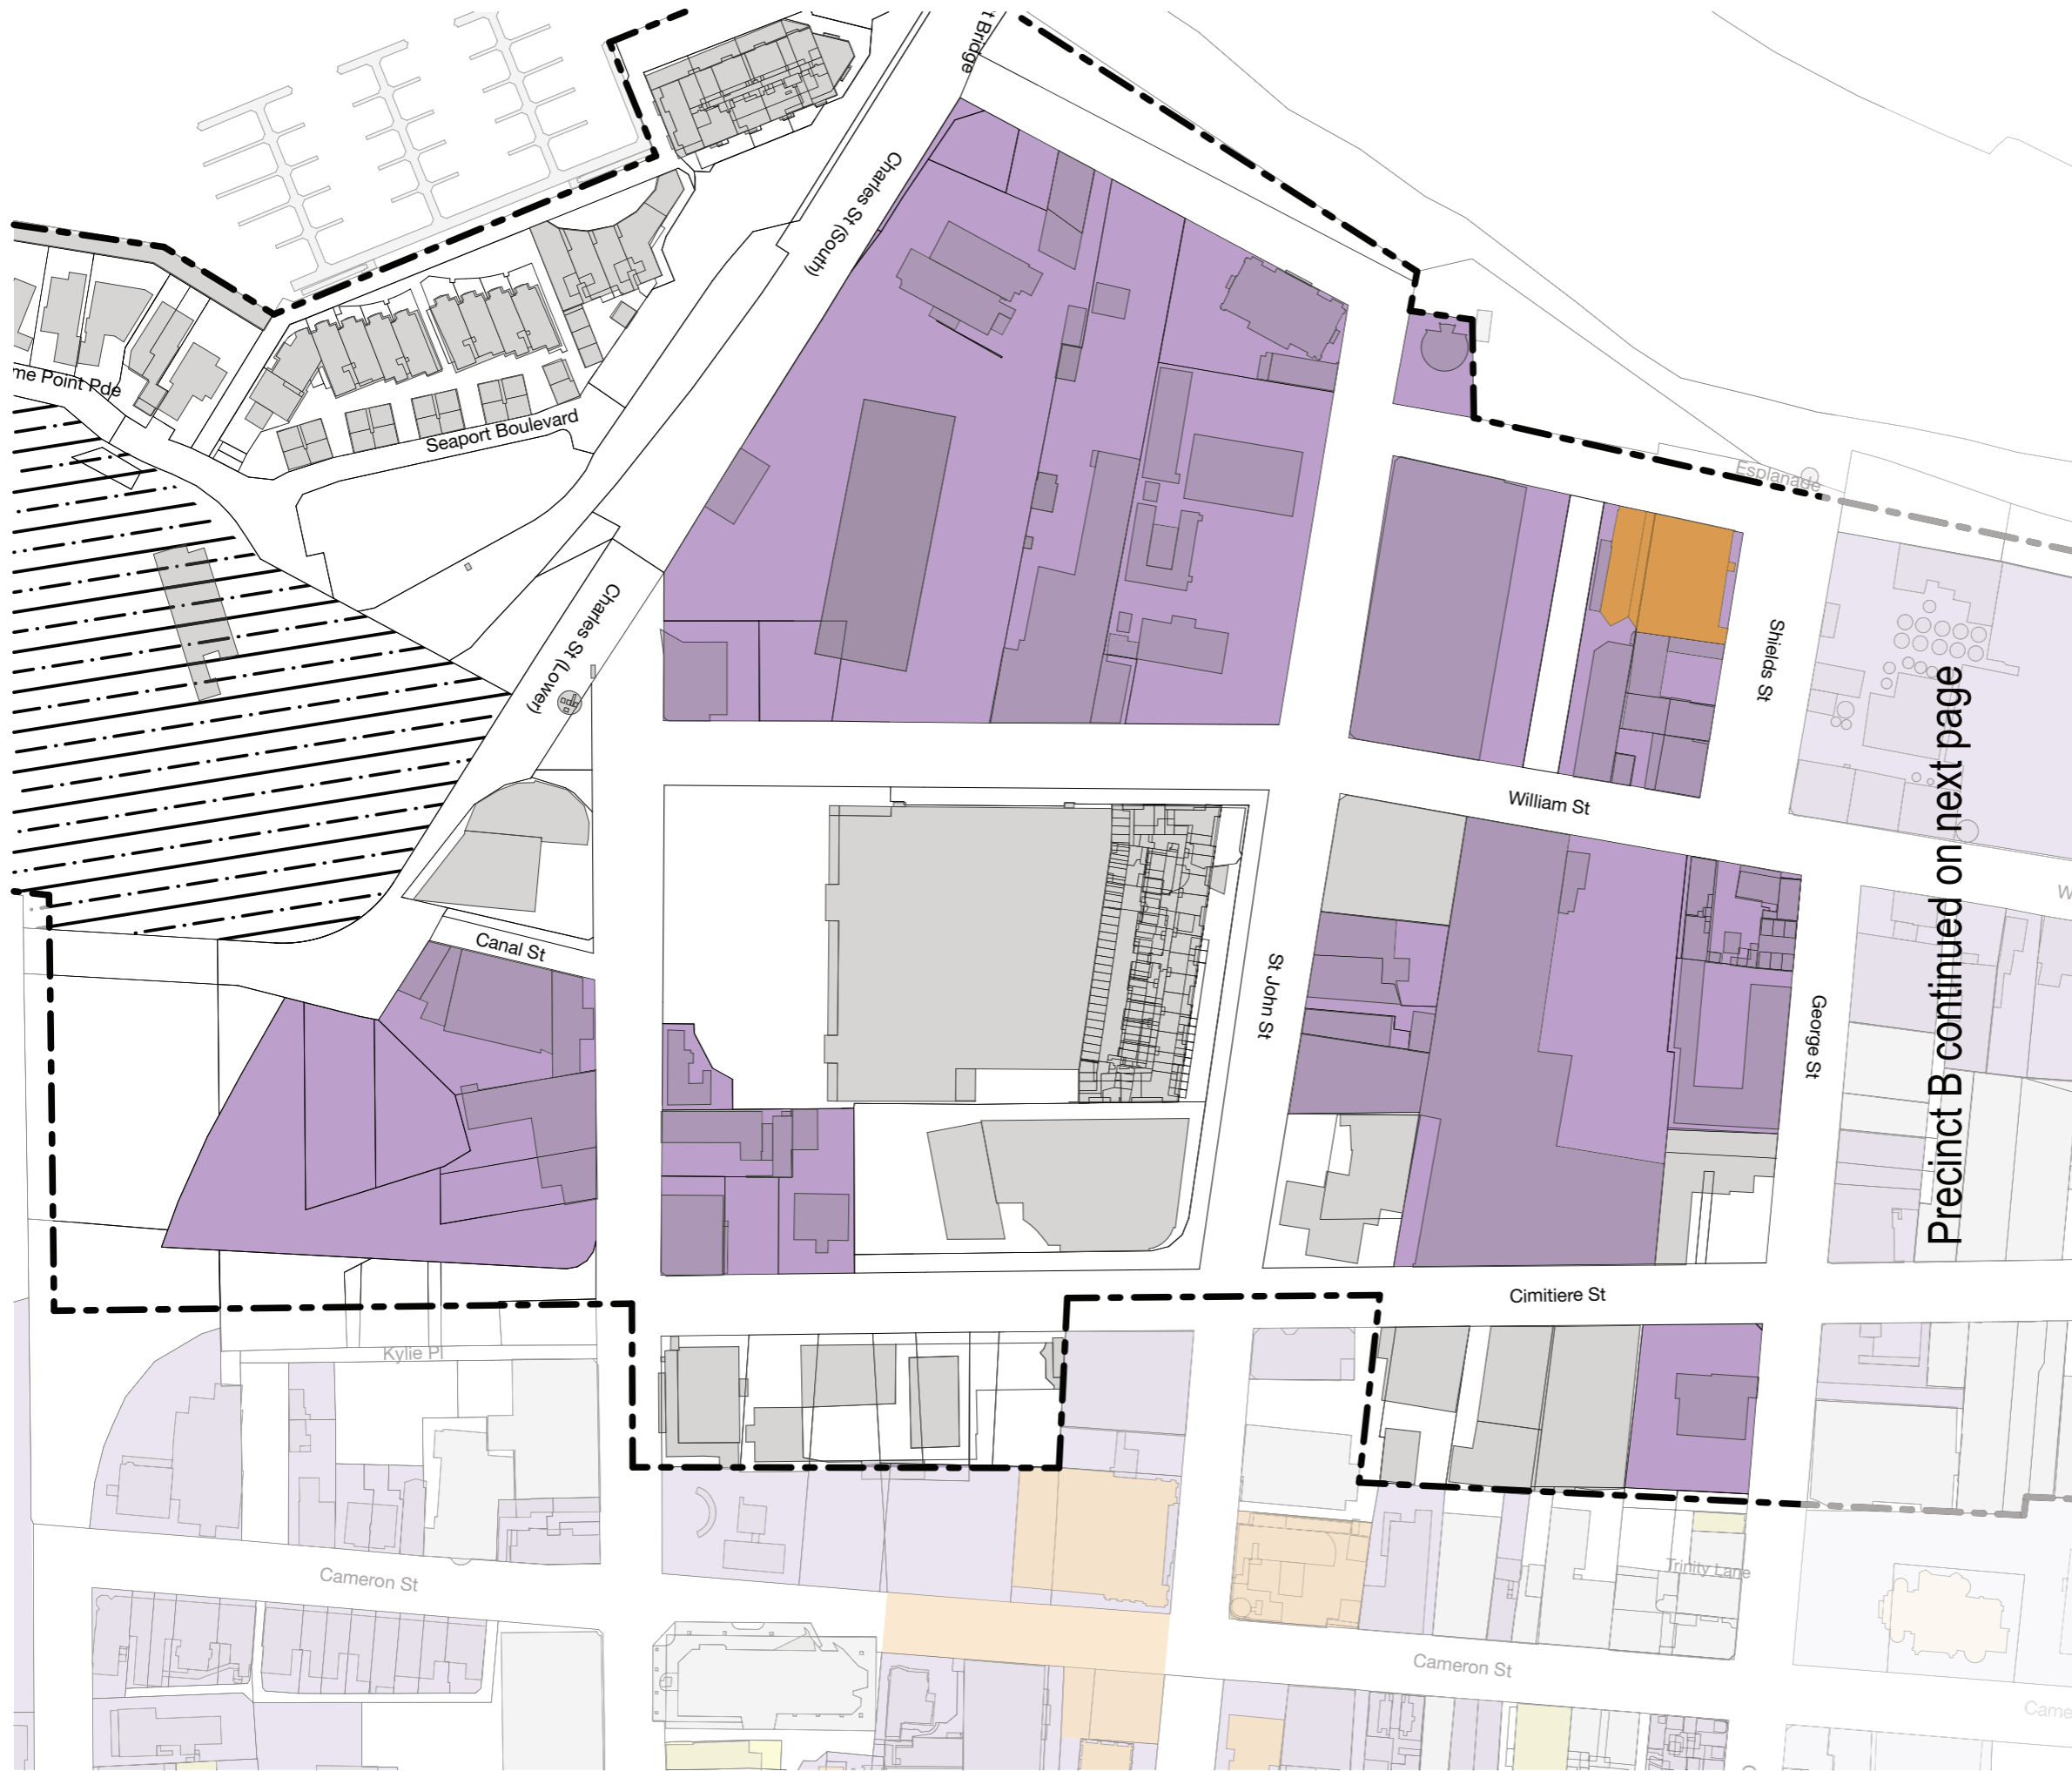 t Bridge
Charles St (South)
me Point Pde
Seaport Boulevard
Esplanade
Charles St (Lower)
Shields St
Precinct B continued on next page
William St
W
Canal St
St John St
George St
Cimitiere St
Kylie Pl
Trinity Lane
Cameron St
Cameron St
Came